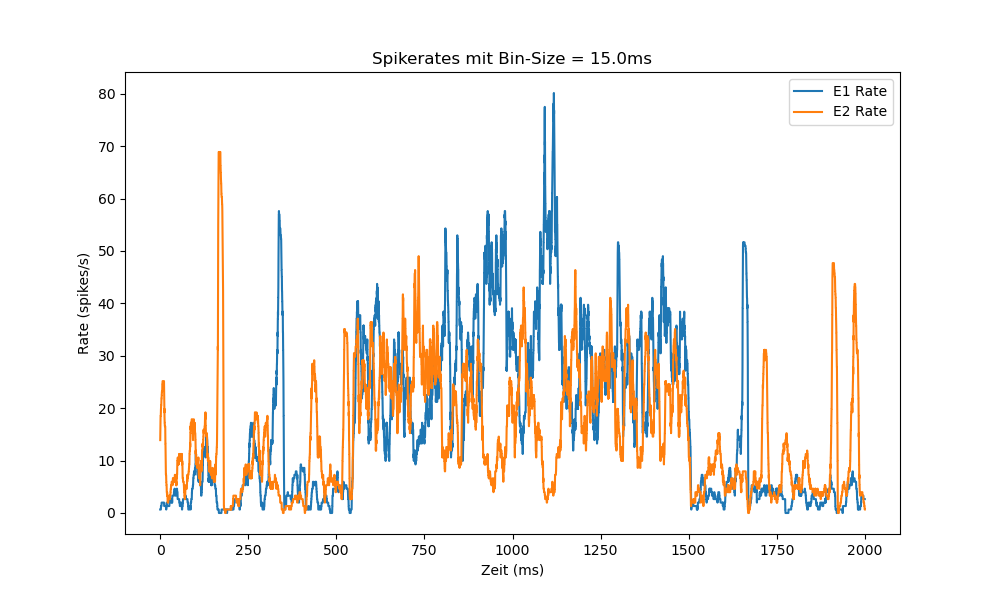 Spikerates mit Bin-Size = 15.0ms
E1 Rate
E2 Rate
80
70
60
50
40
30
20
10
0
Rate (spikes/s)
0 250 500 750 1000 1250 1500 1750 2000
Zeit (ms)